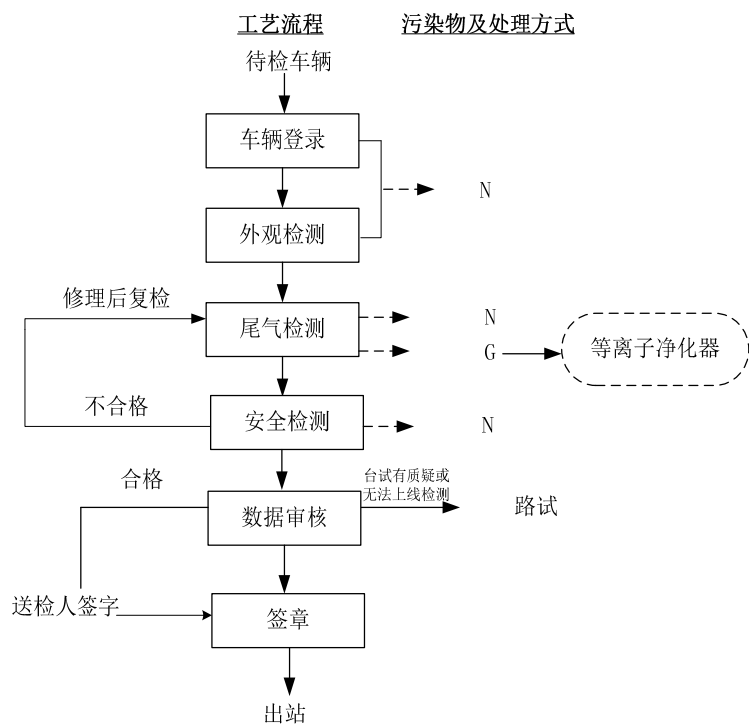 工艺流程
污染物及处理方式
待检车辆
车辆登录
N
外观检测
修理后复检
尾气检测
N
G
等离子净化器
不合格
安全检测
N
合格
台试有质疑或
无法上线检测
数据审核
路试
送检人签字
签章
出站